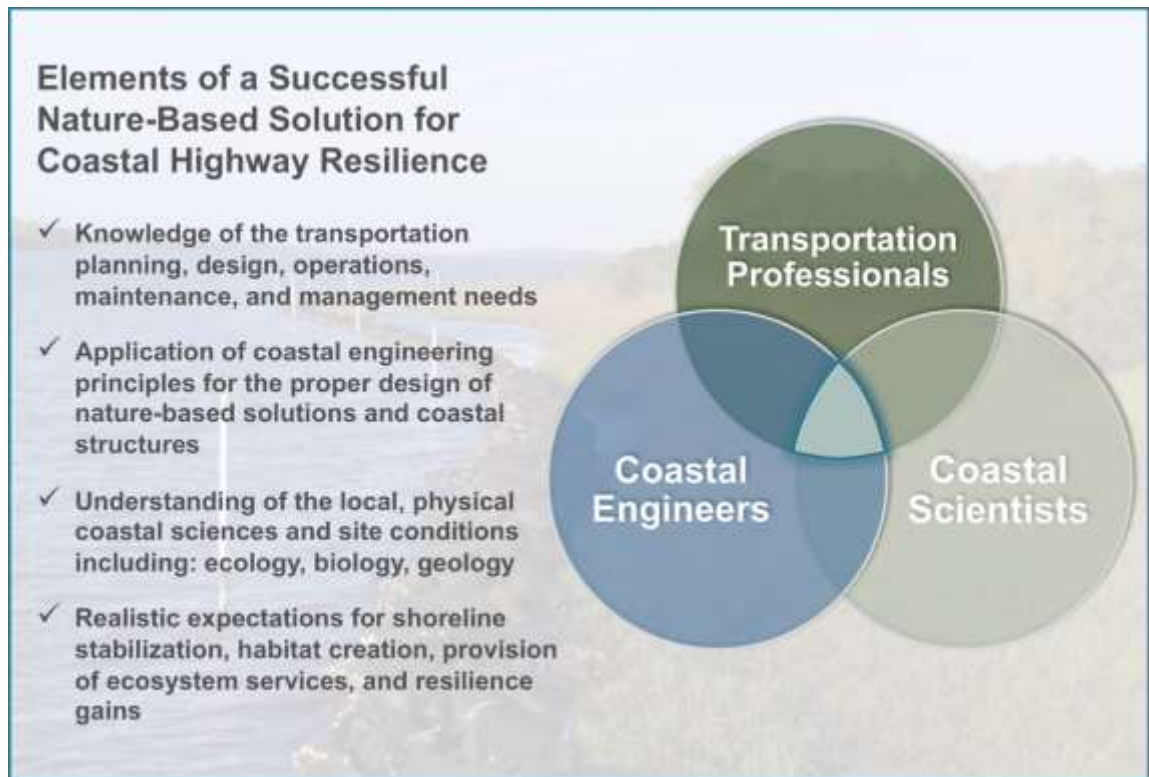 Elements of a Successful
Nature-Based Solution for
Coastal Highway Resilience
✓ Knowledge of the transportation
planning, design, operations,
maintenance, and management needs
✓ Application of coastal engineering
principles for the proper design of
nature-based solutions and coastal
structures
✓ Understanding of the local, physical
coastal sciences and site conditions
including: ecology, biology, geology
✓ Realistic expectations for shoreline
stabilization, habitat creation, provision
of ecosystem services, and resilience
gains
Transportation
Professionals
Coastal
Engineers
Coastal
Scientists